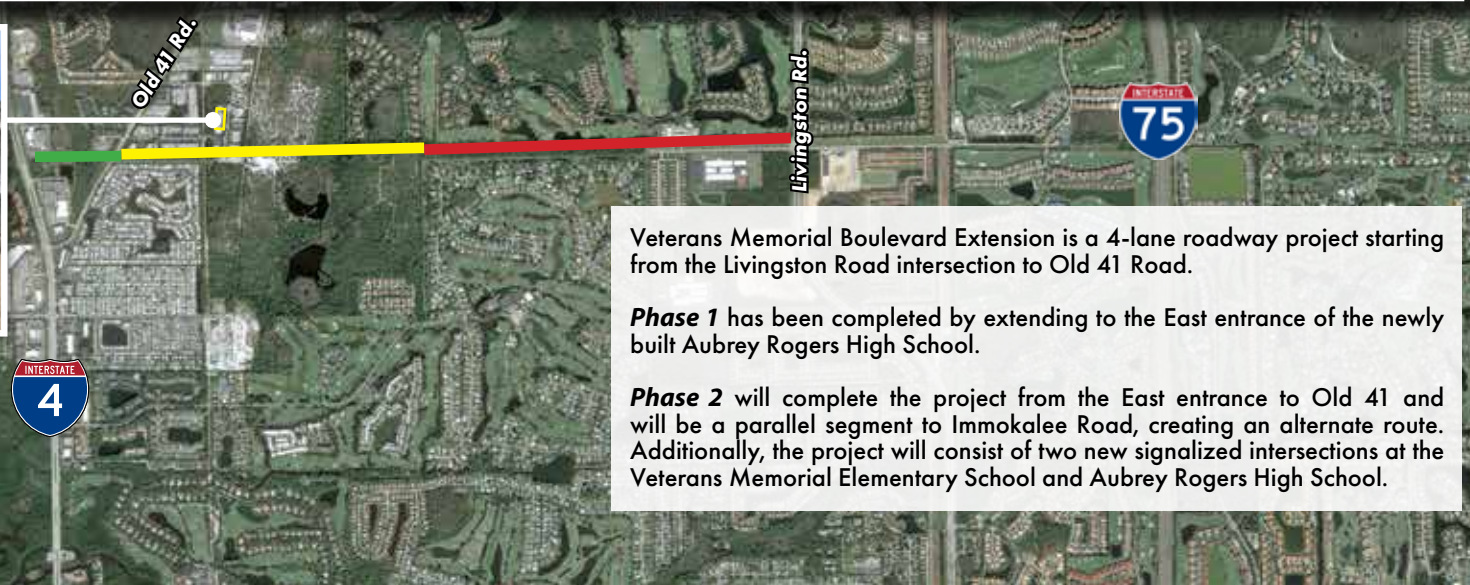 Old 41 Rd.
Livingston Rd.
INTERSTATE
75
INTERSTATE
4
Veterans Memorial Boulevard Extension is a 4-lane roadway project starting
from the Livingston Road intersection to Old 41 Road.
Phase 1 has been completed by extending to the East entrance of the newly
built Aubrey Rogers High School.
Phase 2 will complete the project from the East entrance to Old 41 and
will be a parallel segment to Immokalee Road, creating an alternate route.
Additionally, the project will consist of two new signalized intersections at the
Veterans Memorial Elementary School and Aubrey Rogers High School.